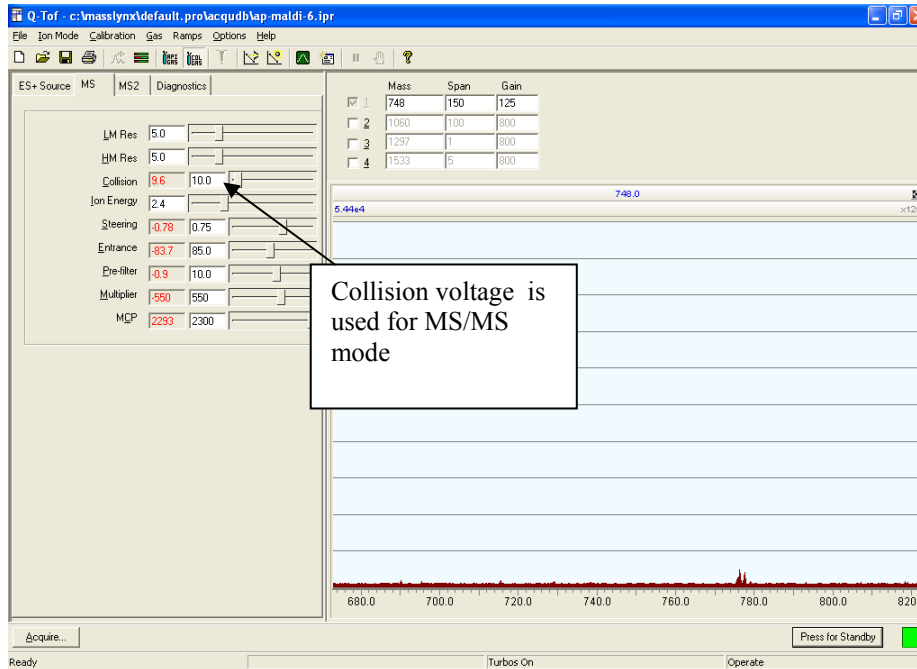 Q-Tof - c:\masslynx\default.pro\acqudb\ap-maldi-6.ipr
File Ion Mode Calibration Gas Ramps Options Help
ES+ Source MS MS2 Diagnostics
Mass Span Gain
1 748 150 125
2 1060 100 800
3 1297 1 800
4 1533 5 800
LM Res 5.0
HM Res 5.0
Collision 9.6 10.0
Ion Energy 2.4
Steering -0.78 0.75
Entrance -83.7 85.0
Pre-filter -0.9 10.0
Multiplier -550 550
MCP 2293 2300
748.0
5.44e4
Collision voltage is
used for MS/MS
mode
680.0 700.0 720.0 740.0 760.0 780.0 800.0 820
Acquire... Press for Standby
Ready Turbos On Operate